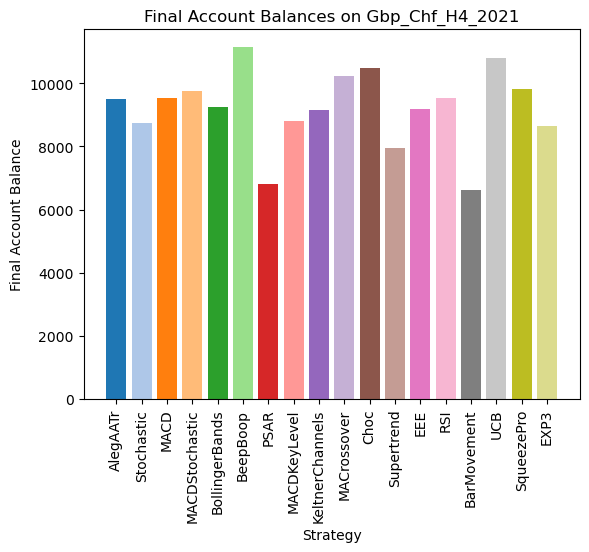 Final Account Balances on Gbp_Chf_H4_2021
Final Account Balance
10000
8000
6000
4000
2000
0
AlegAATr
Stochastic
MACD
MACDStochastic
BollingerBands
BeepBoop
PSAR
MACDKeyLevel
KeltnerChannels
MACrossover
Choc
Supertrend
EEE
RSI
BarMovement
UCB
SqueezePro
EXP3
Strategy